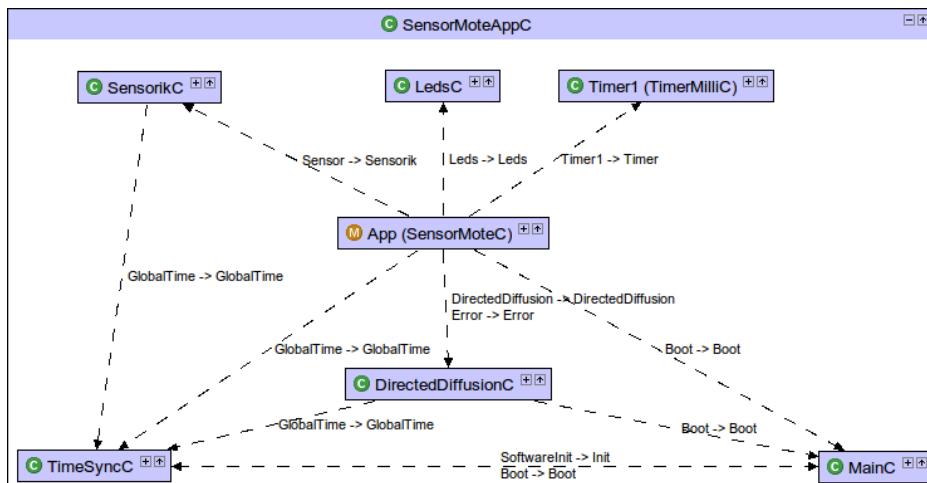 C SensorMoteAppC
C SensorikC
C LedsC
C Timer1 (TimerMilliC)
Sensor -> Sensorik
Leds -> Leds
Timer1 -> Timer
M App (SensorMoteC)
GlobalTime -> GlobalTime
DirectedDiffusion -> DirectedDiffusion
Error -> Error
GlobalTime -> GlobalTime
Boot -> Boot
C DirectedDiffusionC
GlobalTime -> GlobalTime
Boot -> Boot
C TimeSyncC
SoftwareInit -> Init
Boot -> Boot
C MainC